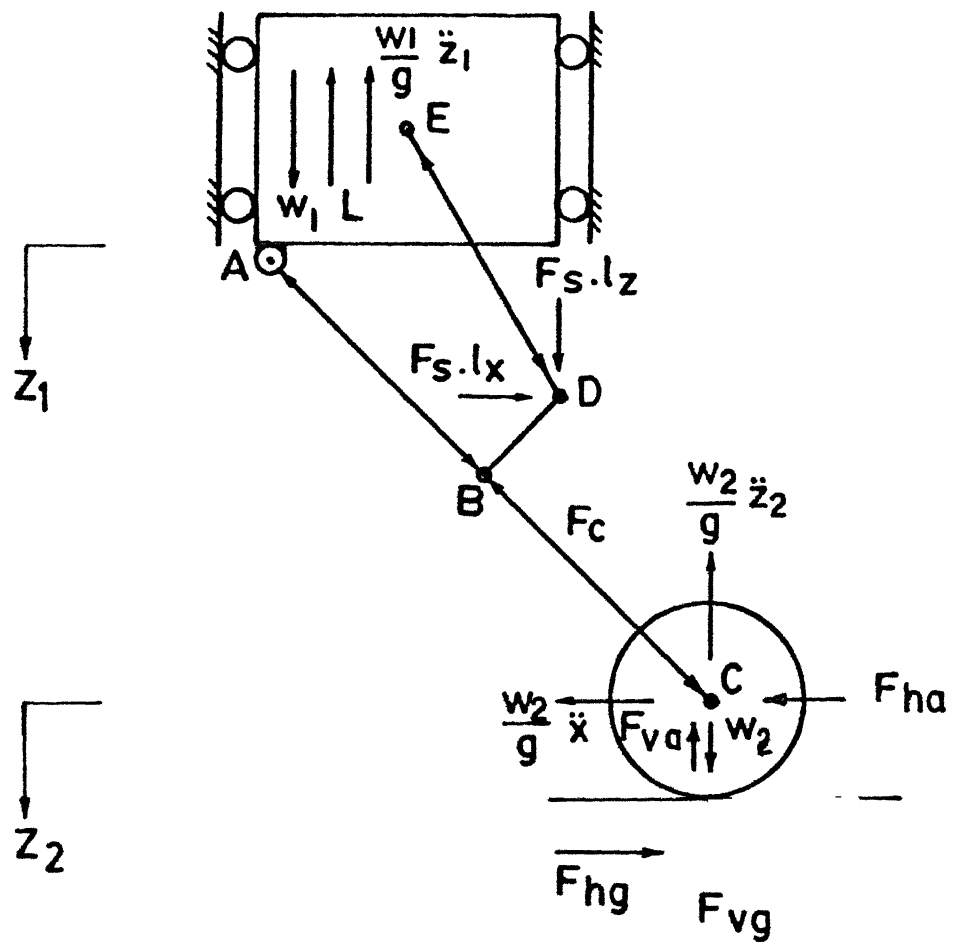 W1/g z̈1
E
W1 L
A
Fs.lz
Z1
Fs.lx
D
B
W2/g z̈2
Fc
C
Fha
W2/g ẍ
Fva W2
Z2
Fhg
Fvg